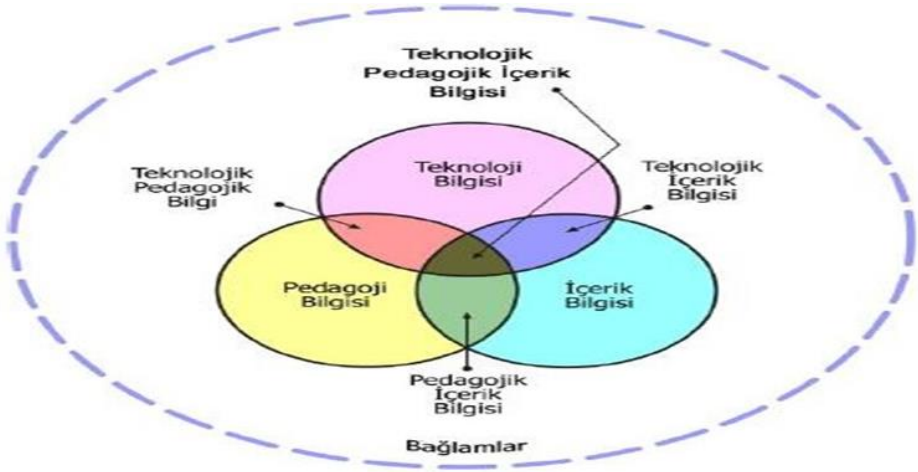 Teknolojik
Pedagojik İçerik
Bilgisi
Teknoloji
Bilgisi
Teknolojik
Pedagojik
Bilgi
Teknolojik
İçerik
Bilgisi
Pedagoji
Bilgisi
İçerik
Bilgisi
Pedagojik
İçerik
Bilgisi
Bağlamlar